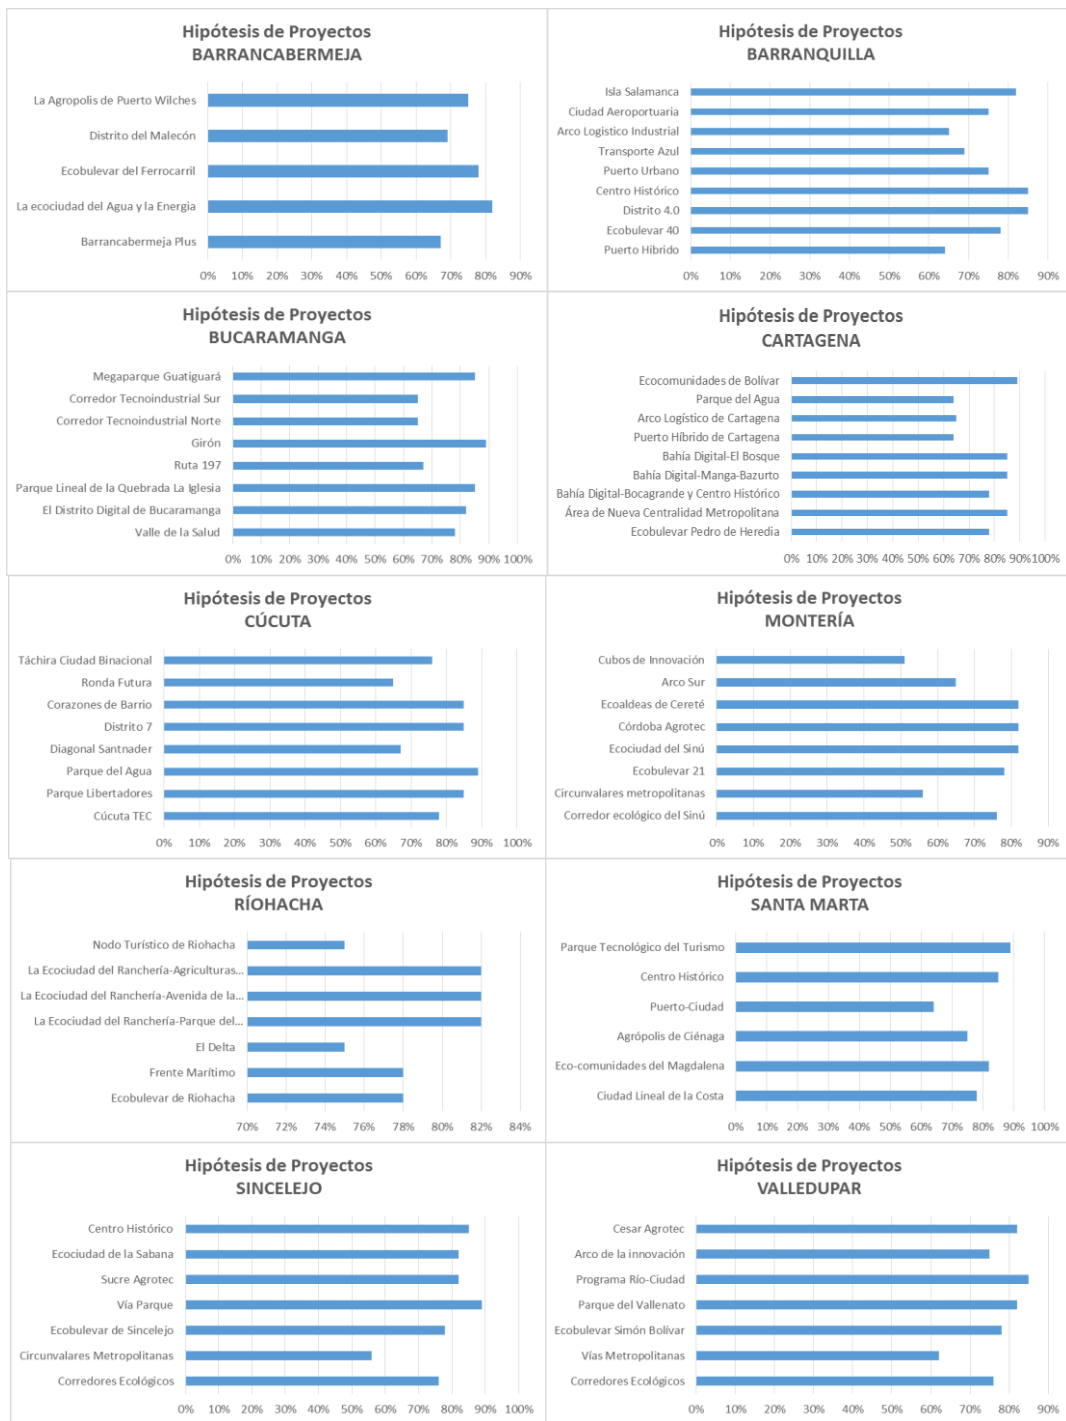 Hipótesis de Proyectos
BARRANCABERMEJA
La Agropolis de Puerto Wilches
Distrito del Malecón
Ecobulevar del Ferrocarril
La ecociudad del Agua y la Energia
Barrancabermeja Plus
0% 10% 20% 30% 40% 50% 60% 70% 80% 90%
Hipótesis de Proyectos
BARRANQUILLA
Isla Salamanca
Ciudad Aeroportuaria
Arco Logistico Industrial
Transporte Azul
Puerto Urbano
Centro Histórico
Distrito 4.0
Ecobulevar 40
Puerto Hibrido
0% 10% 20% 30% 40% 50% 60% 70% 80% 90%
Hipótesis de Proyectos
BUCARAMANGA
Megaparque Guatiguará
Corredor Tecnoindustrial Sur
Corredor Tecnoindustrial Norte
Girón
Ruta 197
Parque Lineal de la Quebrada La Iglesia
El Distrito Digital de Bucaramanga
Valle de la Salud
0% 10% 20% 30% 40% 50% 60% 70% 80% 90% 100%
Hipótesis de Proyectos
CARTAGENA
Ecocomunidades de Bolívar
Parque del Agua
Arco Logístico de Cartagena
Puerto Híbrido de Cartagena
Bahía Digital-El Bosque
Bahía Digital-Manga-Bazurto
Bahía Digital-Bocagrande y Centro Histórico
Área de Nueva Centralidad Metropolitana
Ecobulevar Pedro de Heredia
0% 10% 20% 30% 40% 50% 60% 70% 80% 90% 100%
Hipótesis de Proyectos
CÚCUTA
Táchira Ciudad Binacional
Ronda Futura
Corazones de Barrio
Distrito 7
Diagonal Santnader
Parque del Agua
Parque Libertadores
Cúcuta TEC
0% 10% 20% 30% 40% 50% 60% 70% 80% 90% 100%
Hipótesis de Proyectos
MONTERÍA
Cubos de Innovación
Arco Sur
Ecoaldeas de Cereté
Córdoba Agrotec
Ecociudad del Sinú
Ecobulevar 21
Circunvalares metropolitanas
Corredor ecológico del Sinú
0% 10% 20% 30% 40% 50% 60% 70% 80% 90%
Hipótesis de Proyectos
RÍOHACHA
Nodo Turístico de Riohacha
La Ecociudad del Ranchería-Agriculturas...
La Ecociudad del Ranchería-Avenida de la...
La Ecociudad del Ranchería-Parque del...
El Delta
Frente Marítimo
Ecobulevar de Riohacha
70% 72% 74% 76% 78% 80% 82% 84%
Hipótesis de Proyectos
SANTA MARTA
Parque Tecnológico del Turismo
Centro Histórico
Puerto-Ciudad
Agrópolis de Ciénaga
Eco-comunidades del Magdalena
Ciudad Lineal de la Costa
0% 10% 20% 30% 40% 50% 60% 70% 80% 90% 100%
Hipótesis de Proyectos
SINCELEJO
Centro Histórico
Ecociudad de la Sabana
Sucre Agrotec
Vía Parque
Ecobulevar de Sincelejo
Circunvalares Metropolitanas
Corredores Ecológicos
0% 10% 20% 30% 40% 50% 60% 70% 80% 90% 100%
Hipótesis de Proyectos
VALLEDUPAR
Cesar Agrotec
Arco de la innovación
Programa Río-Ciudad
Parque del Vallenato
Ecobulevar Simón Bolívar
Vías Metropolitanas
Corredores Ecológicos
0% 10% 20% 30% 40% 50% 60% 70% 80% 90%